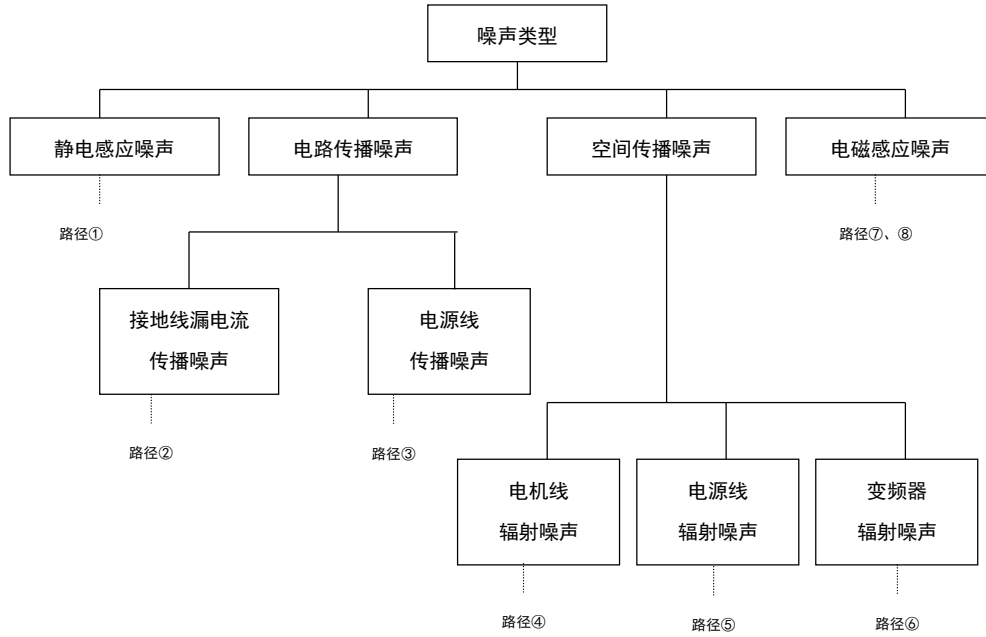 噪声类型
静电感应噪声
电路传播噪声
空间传播噪声
电磁感应噪声
路径①
路径⑦、⑧
接地线漏电流
传播噪声
电源线
传播噪声
路径②
路径③
电机线
辐射噪声
电源线
辐射噪声
变频器
辐射噪声
路径④
路径⑤
路径⑥